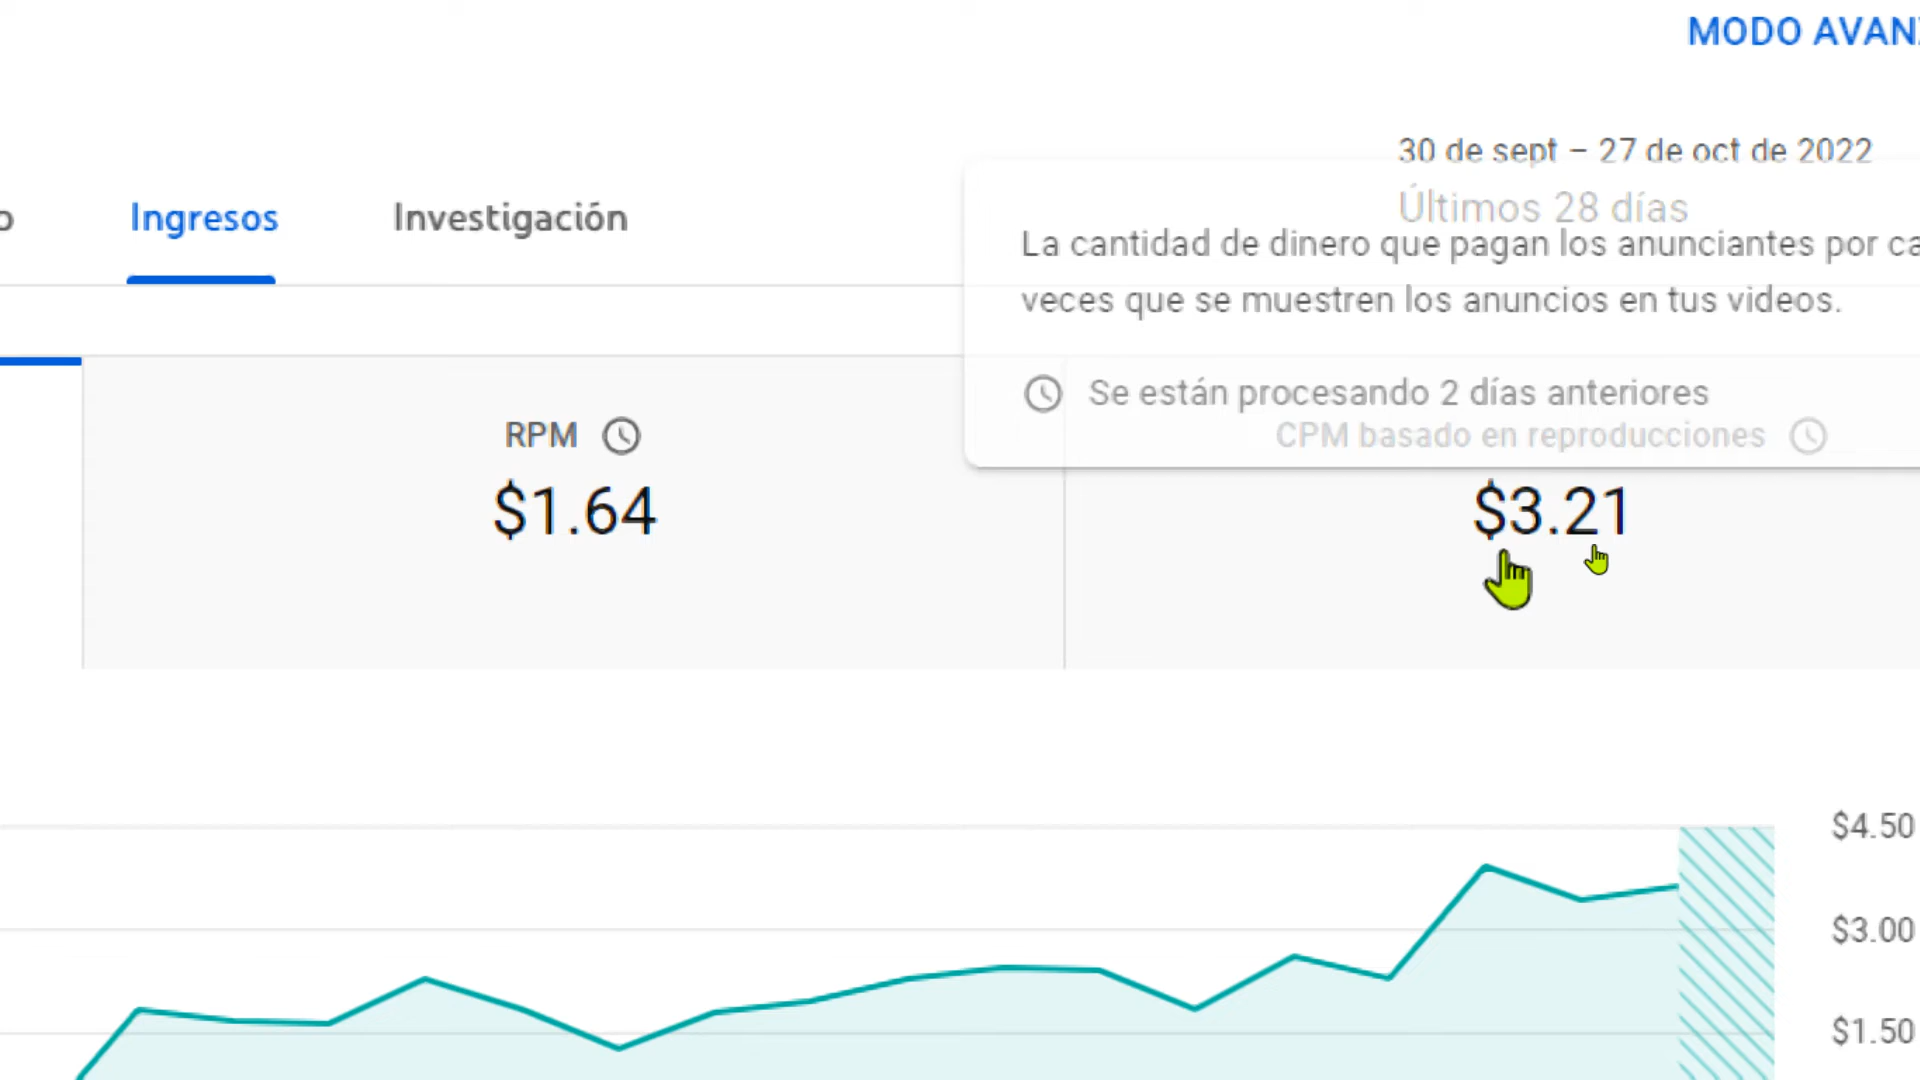 MODO AVAN
30 de sept – 27 de oct de 2022
Últimos 28 días
o
Ingresos
Investigación
La cantidad de dinero que pagan los anunciantes por ca
veces que se muestren los anuncios en tus videos.
Se están procesando 2 días anteriores
RPM
$1.64
CPM basado en reproducciones
$3.21
$4.50
$3.00
$1.50